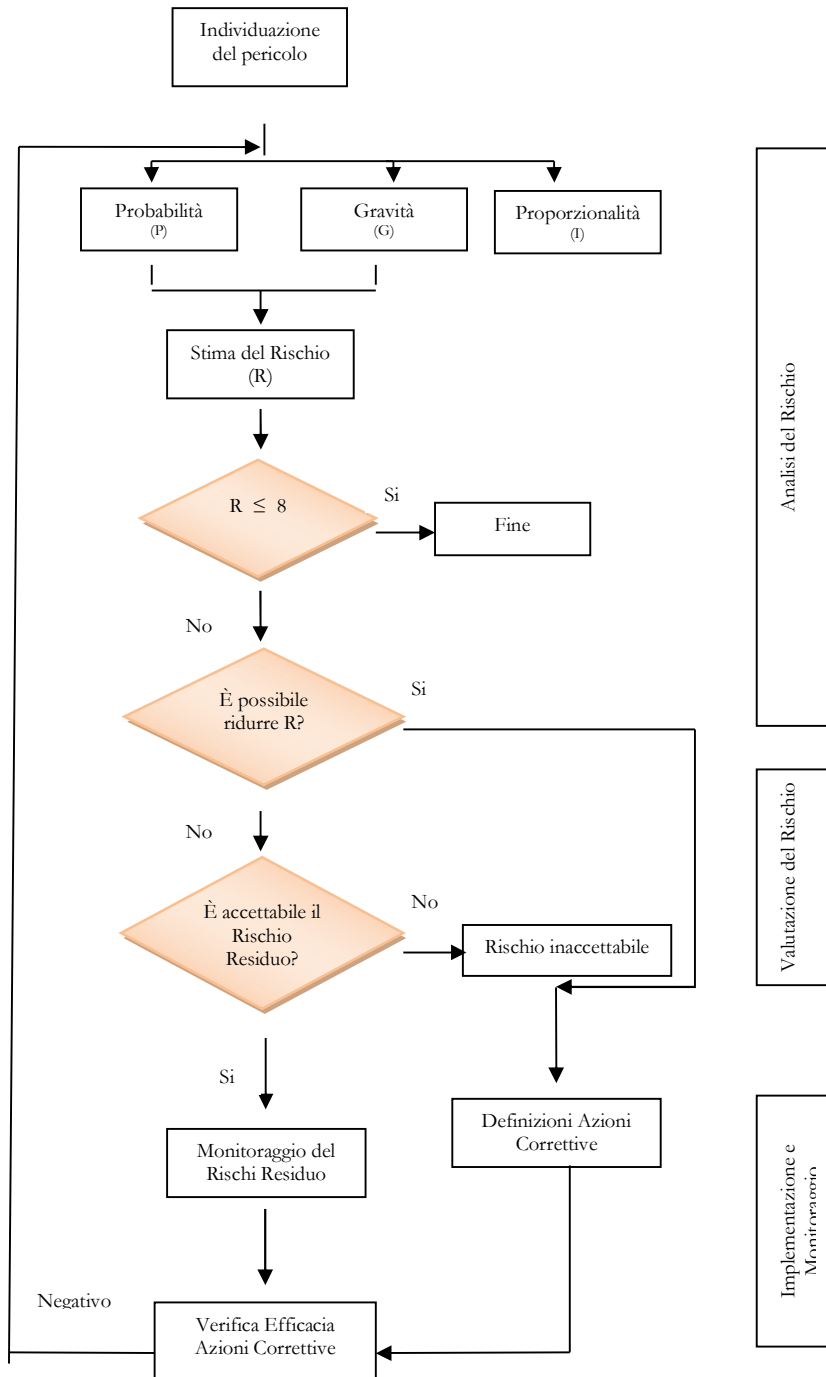 Individuazione
del pericolo
Probabilità
(P)
Gravità
(G)
Proporzionalità
(I)
Stima del Rischio
(R)
R ≤ 8
Si
Fine
No
È possibile
ridurre R?
Si
No
È accettabile il
Rischio
Residuo?
No
Rischio inaccettabile
Si
Monitoraggio del
Rischi Residuo
Definizioni Azioni
Correttive
Negativo
Verifica Efficacia
Azioni Correttive
Analisi del Rischio
Valutazione del Rischio
Implementazione e
Monitoraggio